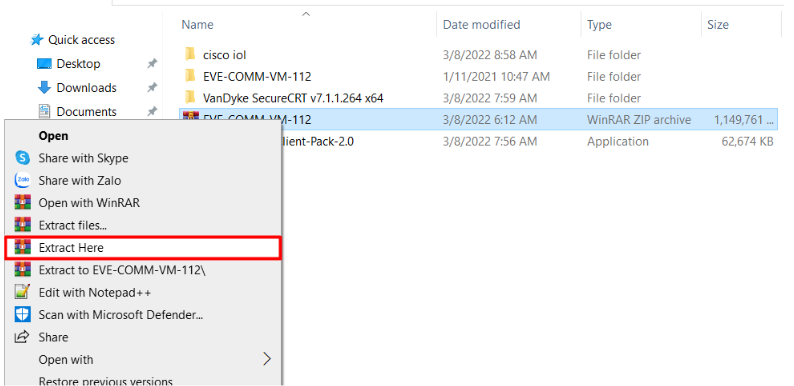 Name Date modified Type Size
Quick access
cisco iol 3/8/2022 8:58 AM File folder
Desktop
EVE-COMM-VM-112 1/11/2021 10:47 AM File folder
Downloads
VanDyke SecureCRT v7.1.1.264 x64 3/8/2022 7:59 AM File folder
Documents
EVE-COMM-VM-112 3/8/2022 6:12 AM WinRAR ZIP archive 1,149,761 ...
lient-Pack-2.0 3/8/2022 7:56 AM Application 62,674 KB
Open
Share with Skype
Zalo
Share with Zalo
Open with WinRAR
Extract files...
Extract Here
Extract to EVE-COMM-VM-112\
Edit with Notepad++
Scan with Microsoft Defender...
Share
Open with
Restore previous versions